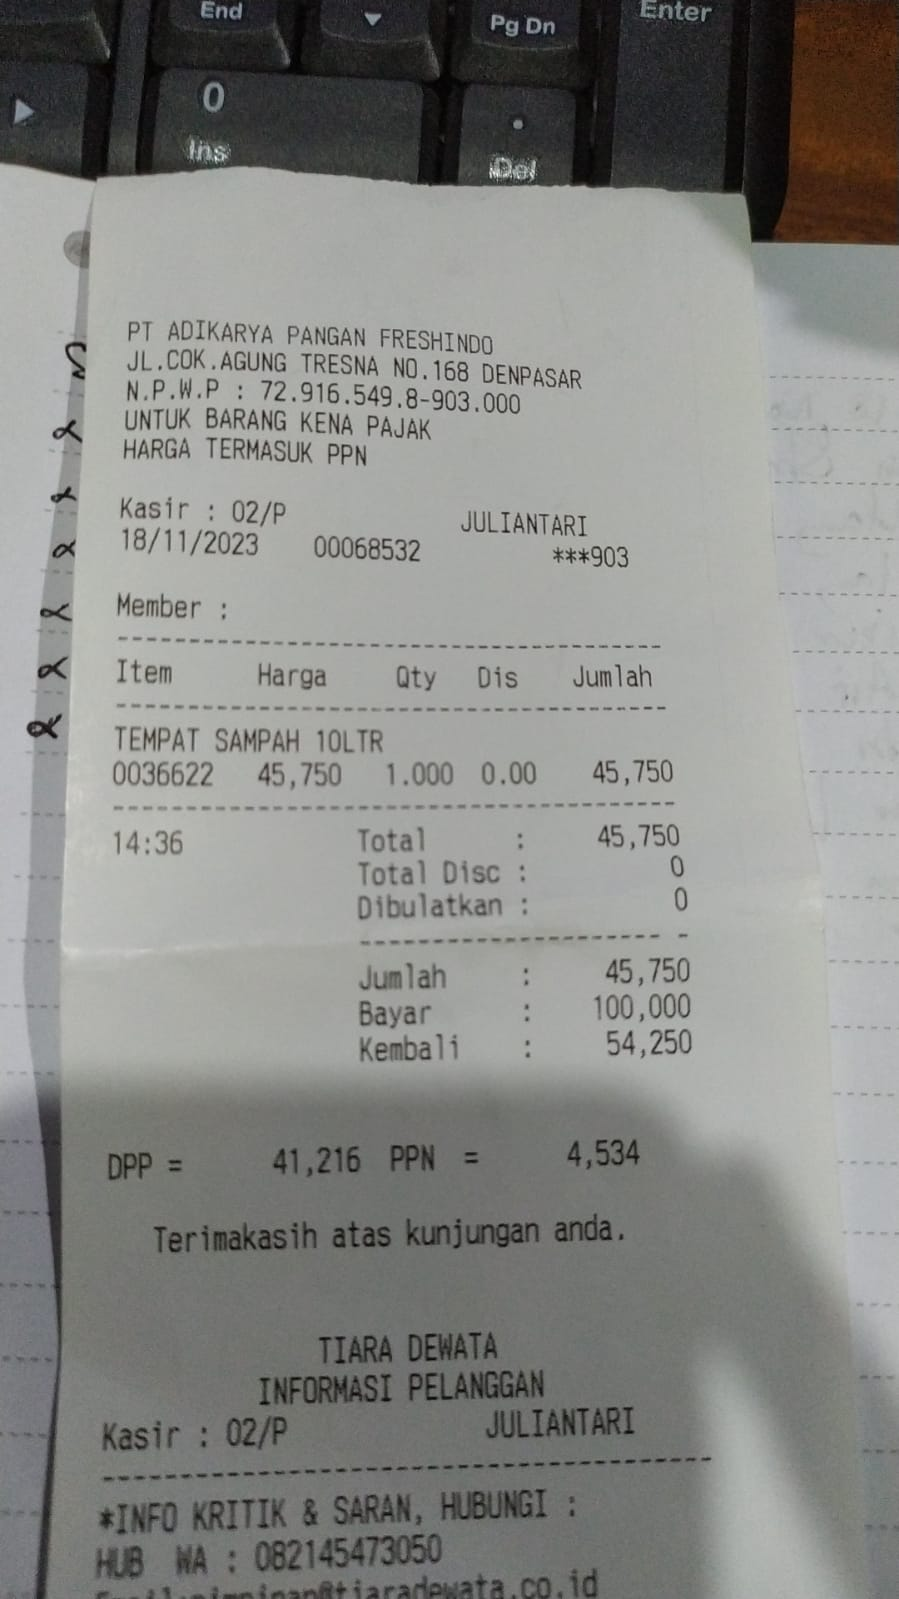 End
Pg Dn
Enter
0
Ins
.
Del
PT ADIKARYA PANGAN FRESHINDO
JL.COK.AGUNG TRESNA NO.168 DENPASAR
N.P.W.P : 72.916.549.8-903.000
UNTUK BARANG KENA PAJAK
HARGA TERMASUK PPN
Kasir : 02/P JULIANTARI
18/11/2023 00068532 ***903
Member :
Item Harga Qty Dis Jumlah
TEMPAT SAMPAH 10LTR
0036622 45,750 1.000 0.00 45,750
14:36 Total : 45,750
Total Disc : 0
Dibulatkan : 0
Jumlah : 45,750
Bayar : 100,000
Kembali : 54,250
DPP = 41,216 PPN = 4,534
Terimakasih atas kunjungan anda.
TIARA DEWATA
INFORMASI PELANGGAN
Kasir : 02/P JULIANTARI
*INFO KRITIK & SARAN, HUBUNGI :
HUB WA : 082145473050